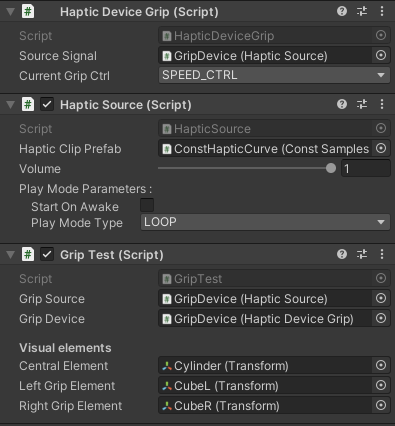 Haptic Device Grip (Script)
Script HapticDeviceGrip
Source Signal GripDevice (Haptic Source)
Current Grip Ctrl SPEED_CTRL
Haptic Source (Script)
Script HapticSource
Haptic Clip Prefab ConstHapticCurve (Const Samples
Volume 1
Play Mode Parameters :
Start On Awake
Play Mode Type LOOP
Grip Test (Script)
Script GripTest
Grip Source GripDevice (Haptic Source)
Grip Device GripDevice (Haptic Device Grip)
Visual elements
Central Element Cylinder (Transform)
Left Grip Element CubeL (Transform)
Right Grip Element CubeR (Transform)